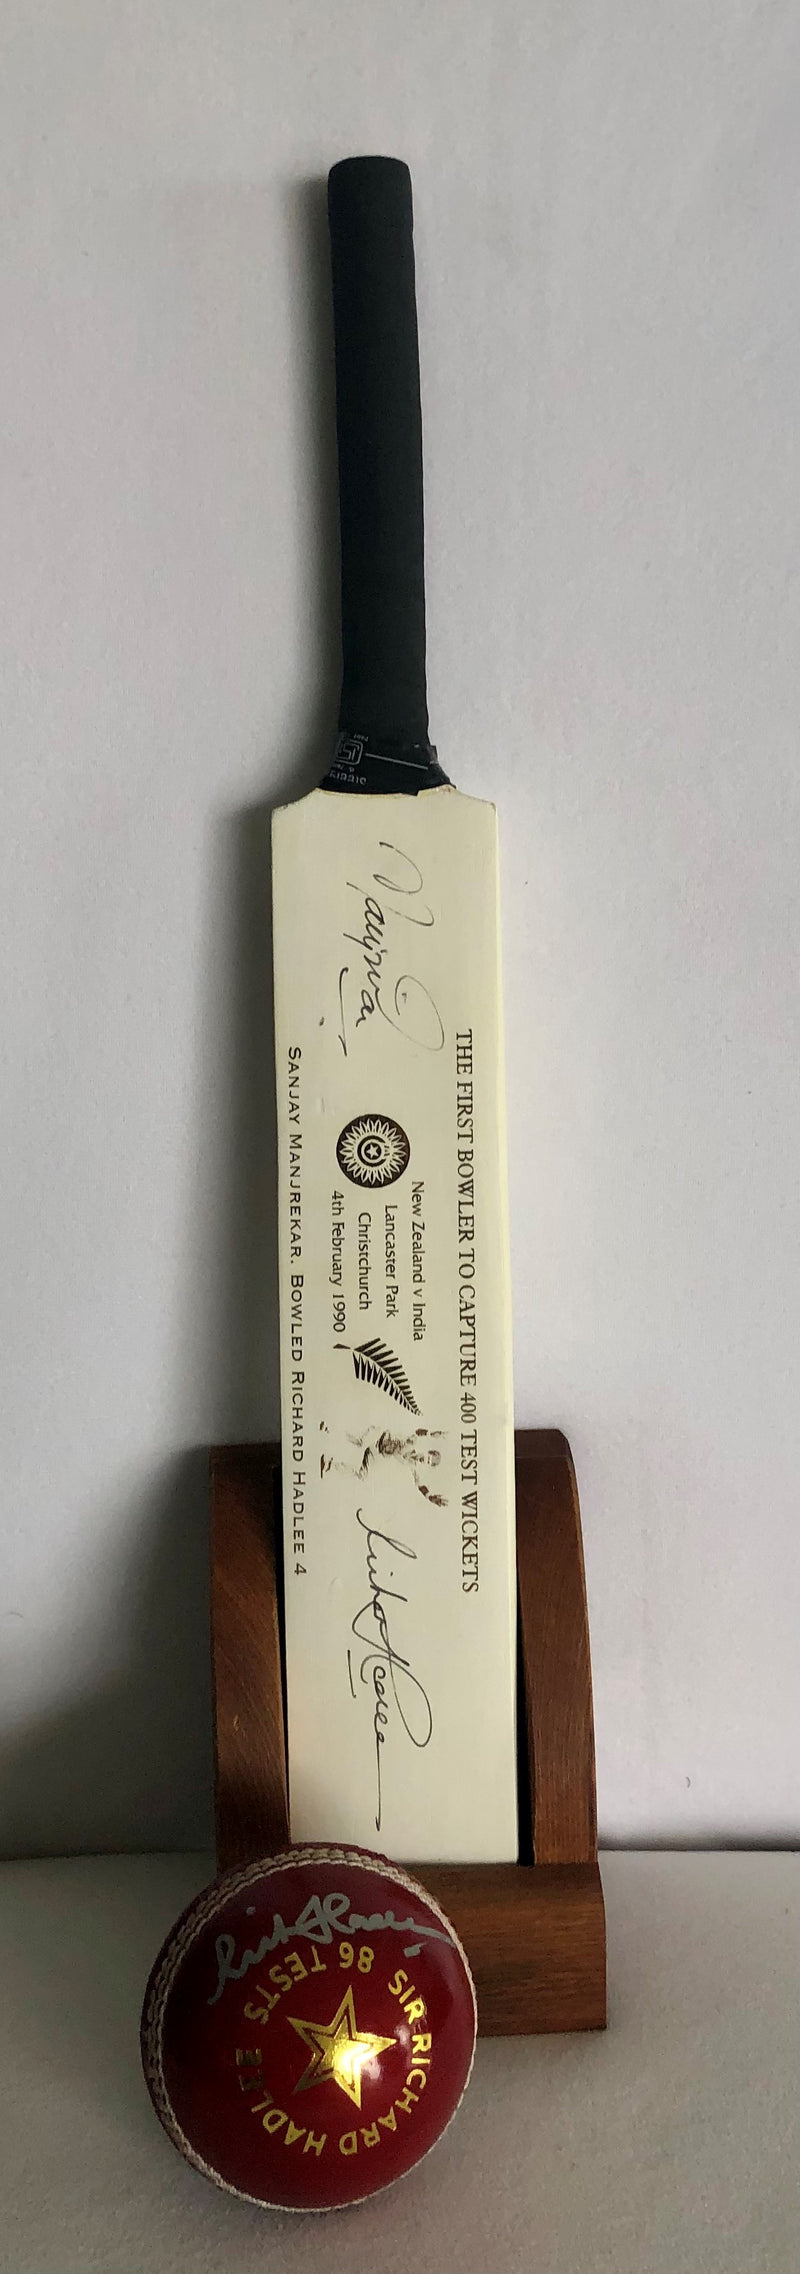 THE FIRST BOWLER TO CAPTURE 400 TEST WICKETS
New Zealand v India
Lancaster Park
Christchurch
4th February 1990
SANJAY MANJREKAR. BOWLED RICHARD HADLEE 4
SIR RICHARD HADLEE
86 TESTS